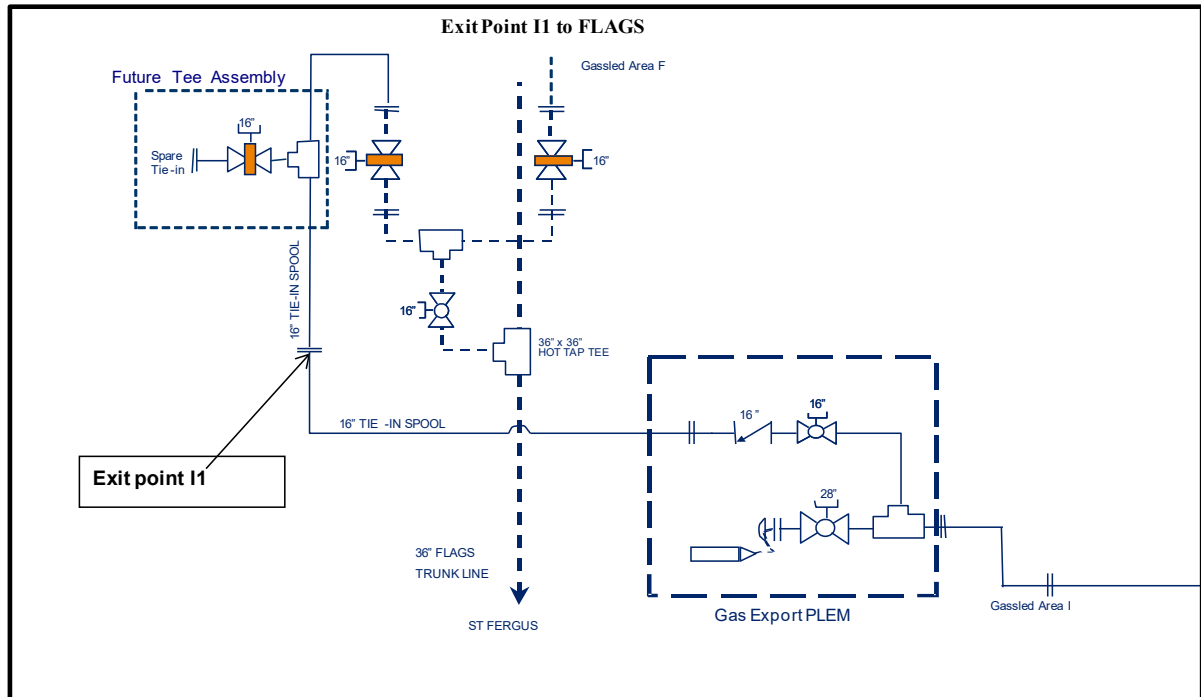 Exit Point I1 to FLAGS
Gassled Area F
Future Tee Assembly
16"
Spare
Tie-in
16"
16"
16" TIE-IN SPOOL
16"
36" x 36"
HOT TAP TEE
16" TIE -IN SPOOL
16 "
16"
Exit point I1
28"
36" FLAGS
TRUNK LINE
Gassled Area I
Gas Export PLEM
ST FERGUS